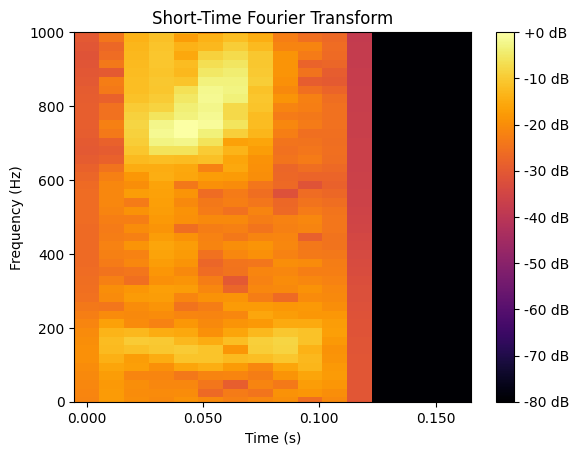 Short-Time Fourier Transform
1000
800
600
400
200
0
Frequency (Hz)
0.000
0.050
0.100
0.150
Time (s)
+0 dB
-10 dB
-20 dB
-30 dB
-40 dB
-50 dB
-60 dB
-70 dB
-80 dB